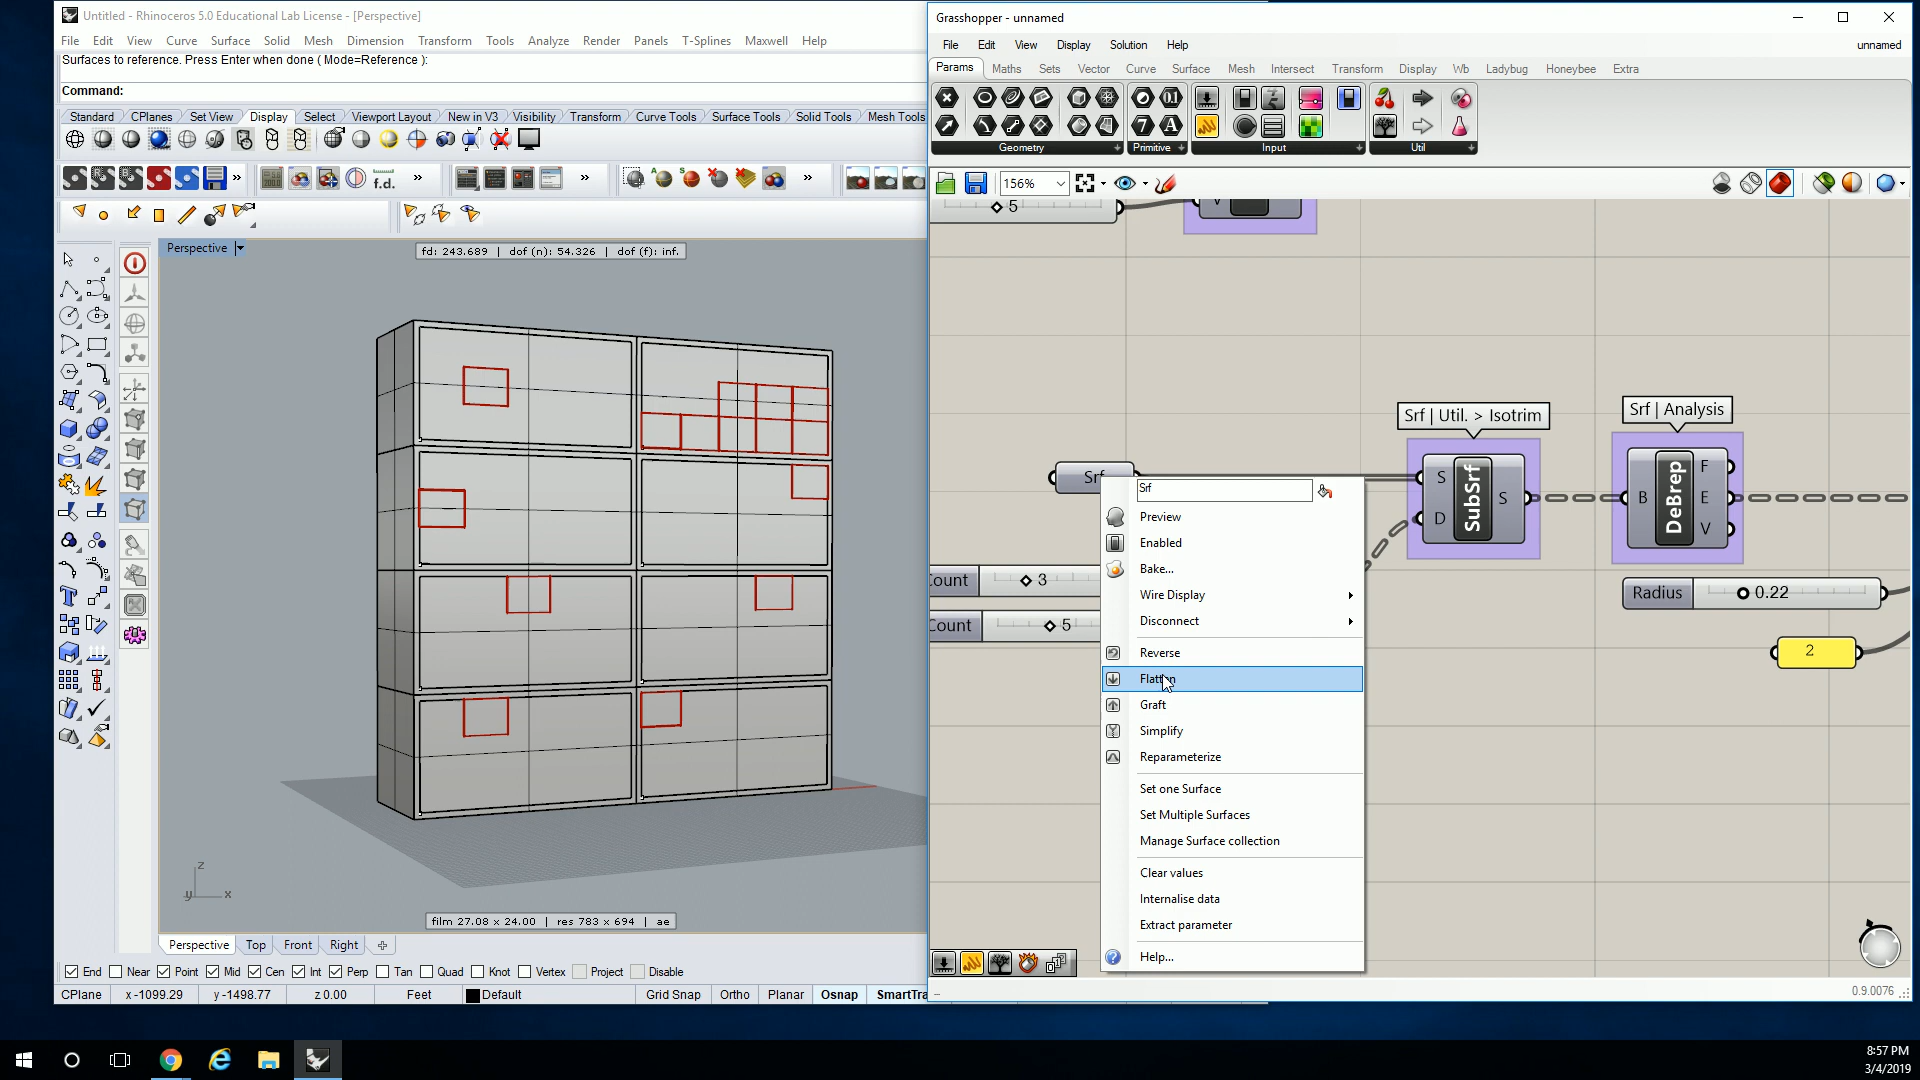 Untitled - Rhinoceros 5.0 Educational Lab License - [Perspective]
File Edit View Curve Surface Solid Mesh Dimension Transform Tools Analyze Render Panels T-Splines Maxwell Help
Surfaces to reference. Press Enter when done ( Mode=Reference ):
Command:
Standard CPlanes Set View Display Select Viewport Layout New in V3 Visibility Transform Curve Tools Surface Tools Solid Tools Mesh Tools
f.d.
Perspective
fd: 243.689 | dof (n): 54.326 | dof (f): inf.
z
y x
film 27.08 x 24.00 | res 783 x 694 | ae
Perspective Top Front Right
End Near Point Mid Cen Int Perp Tan Quad Knot Vertex Project Disable
CPlane x -1099.29 y -1498.77 z 0.00 Feet Default Grid Snap Ortho Planar Osnap SmartTra
Grasshopper - unnamed
File Edit View Display Solution Help unnamed
Params Maths Sets Vector Curve Surface Mesh Intersect Transform Display Wb Ladybug Honeybee Extra
Geometry Primitive Input Util
156%
5
Srf | Util. > Isotrim
Srf | Analysis
Srf
S
D
SubSrf
S
B
DeBrep
F
E
V
ount 3
ount 5
Radius 0.22
2
Srf
Preview
Enabled
Bake...
Wire Display
Disconnect
Reverse
Flatten
Graft
Simplify
Reparameterize
Set one Surface
Set Multiple Surfaces
Manage Surface collection
Clear values
Internalise data
Extract parameter
Help...
0.9.0076
8:57 PM
3/4/2019